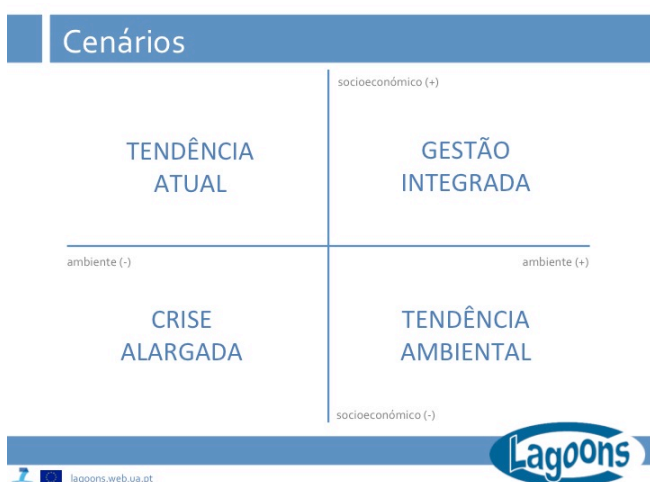 Cenários
socioeconómico (+)
TENDÊNCIA
ATUAL
GESTÃO
INTEGRADA
ambiente (-)
ambiente (+)
CRISE
ALARGADA
TENDÊNCIA
AMBIENTAL
socioeconómico (-)
Lagoons
lagoons.web.ua.pt